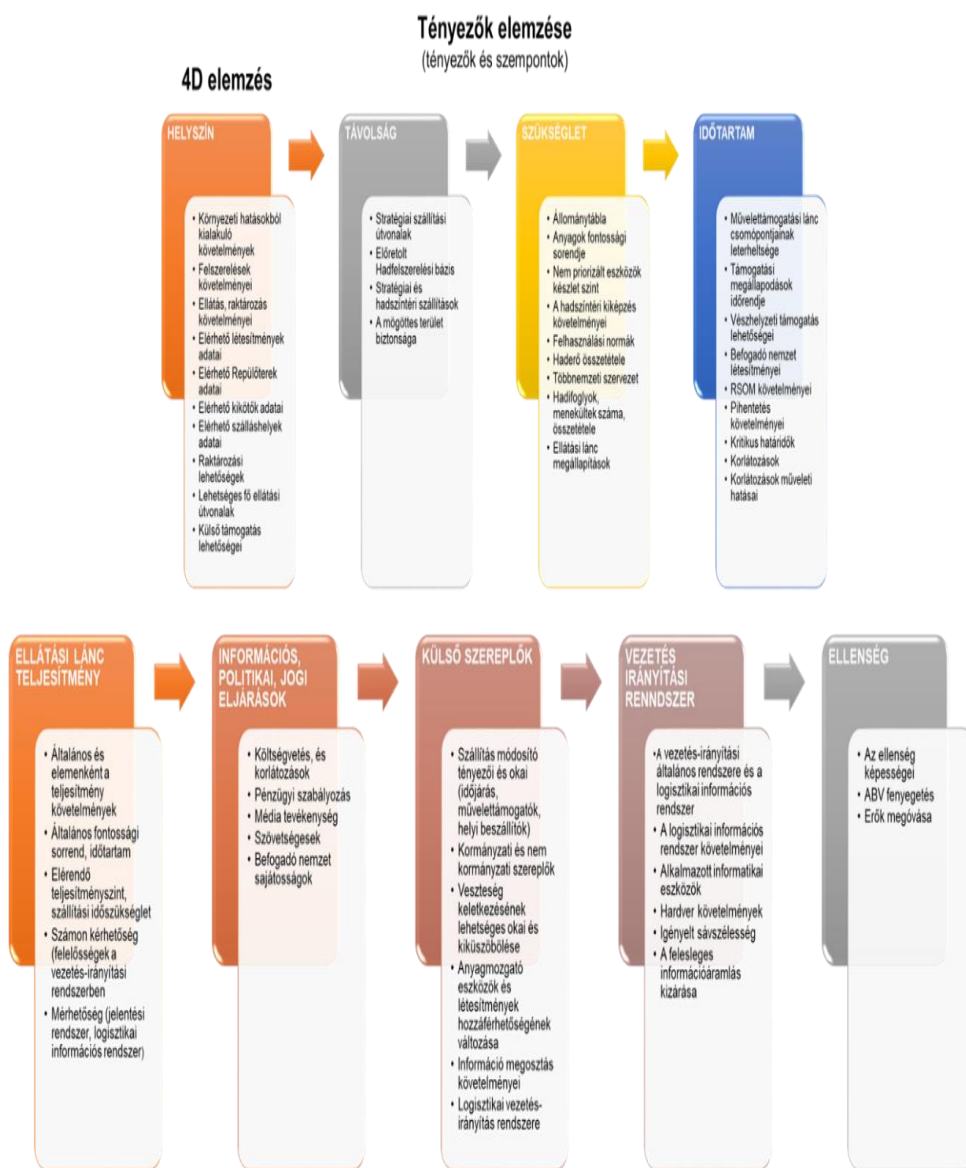 Tényezők elemzése
(tényezők és szempontok)
4D elemzés
HELYSZÍN
• Környezeti hatásokból
kialakuló
követelmények
• Felszerelések
követelményei
• Ellátás, raktározás
követelményei
• Elérhető létesítmények
adatai
• Elérhető Repülőterek
adatai
• Elérhető kikötők adatai
• Elérhető szálláshelyek
adatai
• Raktározási
lehetőségek
• Lehetséges fő ellátási
útvonalak
• Külső támogatás
lehetőségei
TÁVOLSÁG
• Stratégiai szállítási
útvonalak
• Előretolt
Hadfelszerelési bázis
• Stratégiai és
hadszíntéri szállítások
• A mögöttes terület
biztonsága
SZÜKSÉGLET
• Állománytábla
• Anyagok fontossági
sorendje
• Nem priorizált eszközök
készlet szint
• A hadszíntéri kiképzés
követelményei
• Felhasználási normák
• Haderő összetétele
• Többnemzeti szervezet
• Hadifoglyok,
menekültek száma,
összetétele
• Ellátási lánc
megállapítások
IDŐTARTAM
• Művelettámogatási lánc
csomópontjainak
leterheltsége
• Támogatási
megállapodások
időrendje
• Vészhelyzeti támogatás
lehetőségei
• Befogadó nemzet
létesítményei
• RSOM követelményei
• Pihentetés
követelményei
• Kritikus határidők
• Korlátozások
• Korlátozások műveleti
hatásai
ELLÁTÁSI LÁNC
TELJESÍTMÉNY
• Általános és
elemenként a
teljesítmény
követelmények
• Általános fontossági
sorrend, időtartam
• Elérendő
teljesítményszint,
szállítási időszükséglet
• Számon kérhetőség
(felelősségek a
vezetés-irányítási
rendszerben
• Mérhetőség (jelentési
rendszer, logisztikai
információs rendszer)
INFORMÁCIÓS,
POLITIKAI, JOGI
ELJÁRÁSOK
• Költségvetés, és
korlátozások
• Pénzügyi szabályozás
• Média tevékenység
• Szövetségesek
• Befogadó nemzet
sajátosságok
KÜLSŐ SZEREPLŐK
• Szállítás módosító
tényezői és okai
(időjárás,
művelettámogatók,
helyi beszállítók)
• Kormányzati és nem
kormányzati szereplők
• Veszteség
keletkezésének
lehetséges okai és
kiküszöbölése
• Anyagmozgató
eszközök és
létesítmények
hozzáférhetőségének
változása
• Információ megosztás
követelményei
• Logisztikai vezetés-
irányítás rendszere
VEZETÉS
IRÁNYÍTÁSI
RENNDSZER
• A vezetés-irányítási
általános rendszere és a
logisztikai információs
rendszer
• A logisztikai információs
rendszer követelményei
• Alkalmazott informatikai
eszközök
• Hardver követelmények
• Igényelt sávszélesség
• A felesleges
információáramlás
kizárása
ELLENSÉG
• Az ellenség
képességei
• ABV fenyegetés
• Erők megóvása